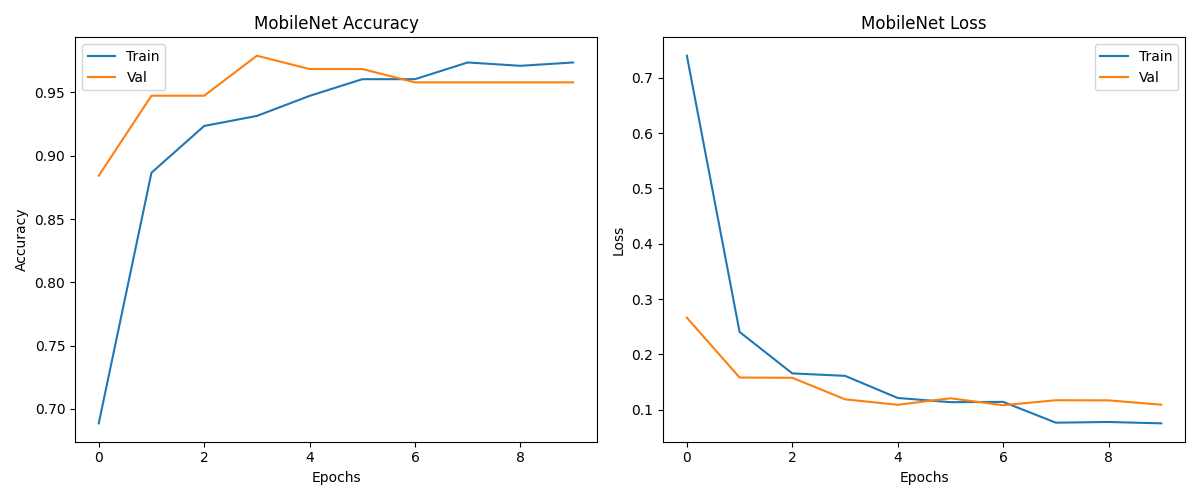 MobileNet Accuracy
Train
Val
0.95
0.90
0.85
0.80
0.75
0.70
Accuracy
0 2 4 6 8
Epochs
MobileNet Loss
Train
Val
0.7
0.6
0.5
0.4
0.3
0.2
0.1
Loss
0 2 4 6 8
Epochs